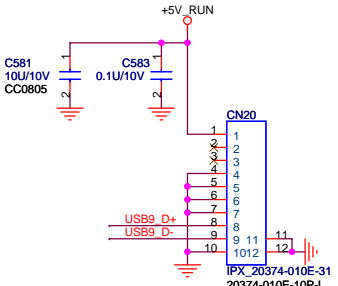 +5V_RUN
C581
10U/10V
CC0805
1
2
C583
0.1U/10V
1
2
CN20
1 1
2 2
3 3
4 4
5 5
6 6
7 7
USB9_D+ 8 8
USB9_D- 9 9 11 11
10 10 12 12
IPX_20374-010E-31
20374-010E-10P-L